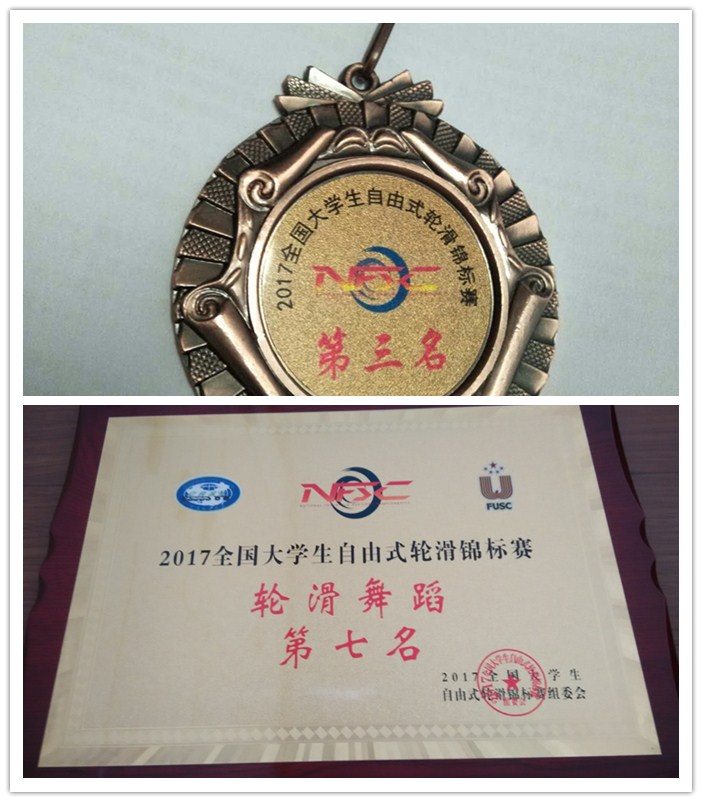 2017全国大学生自由式轮滑锦标赛
NFSC
第三名
NFSC
FUSC
2017全国大学生自由式轮滑锦标赛
轮滑舞蹈
第七名
2017全国大学生
自由式轮滑锦标赛组委会